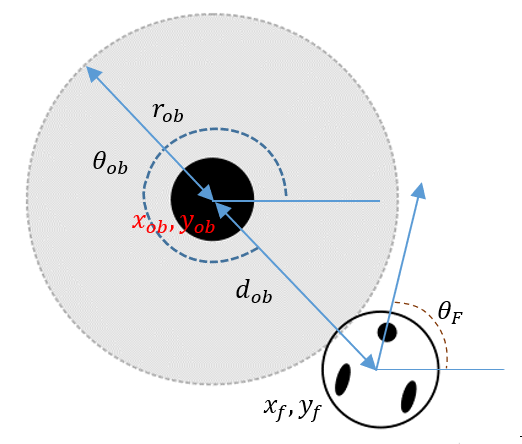 r_ob
θ_ob
x_ob, y_ob
d_ob
θ_F
x_f, y_f